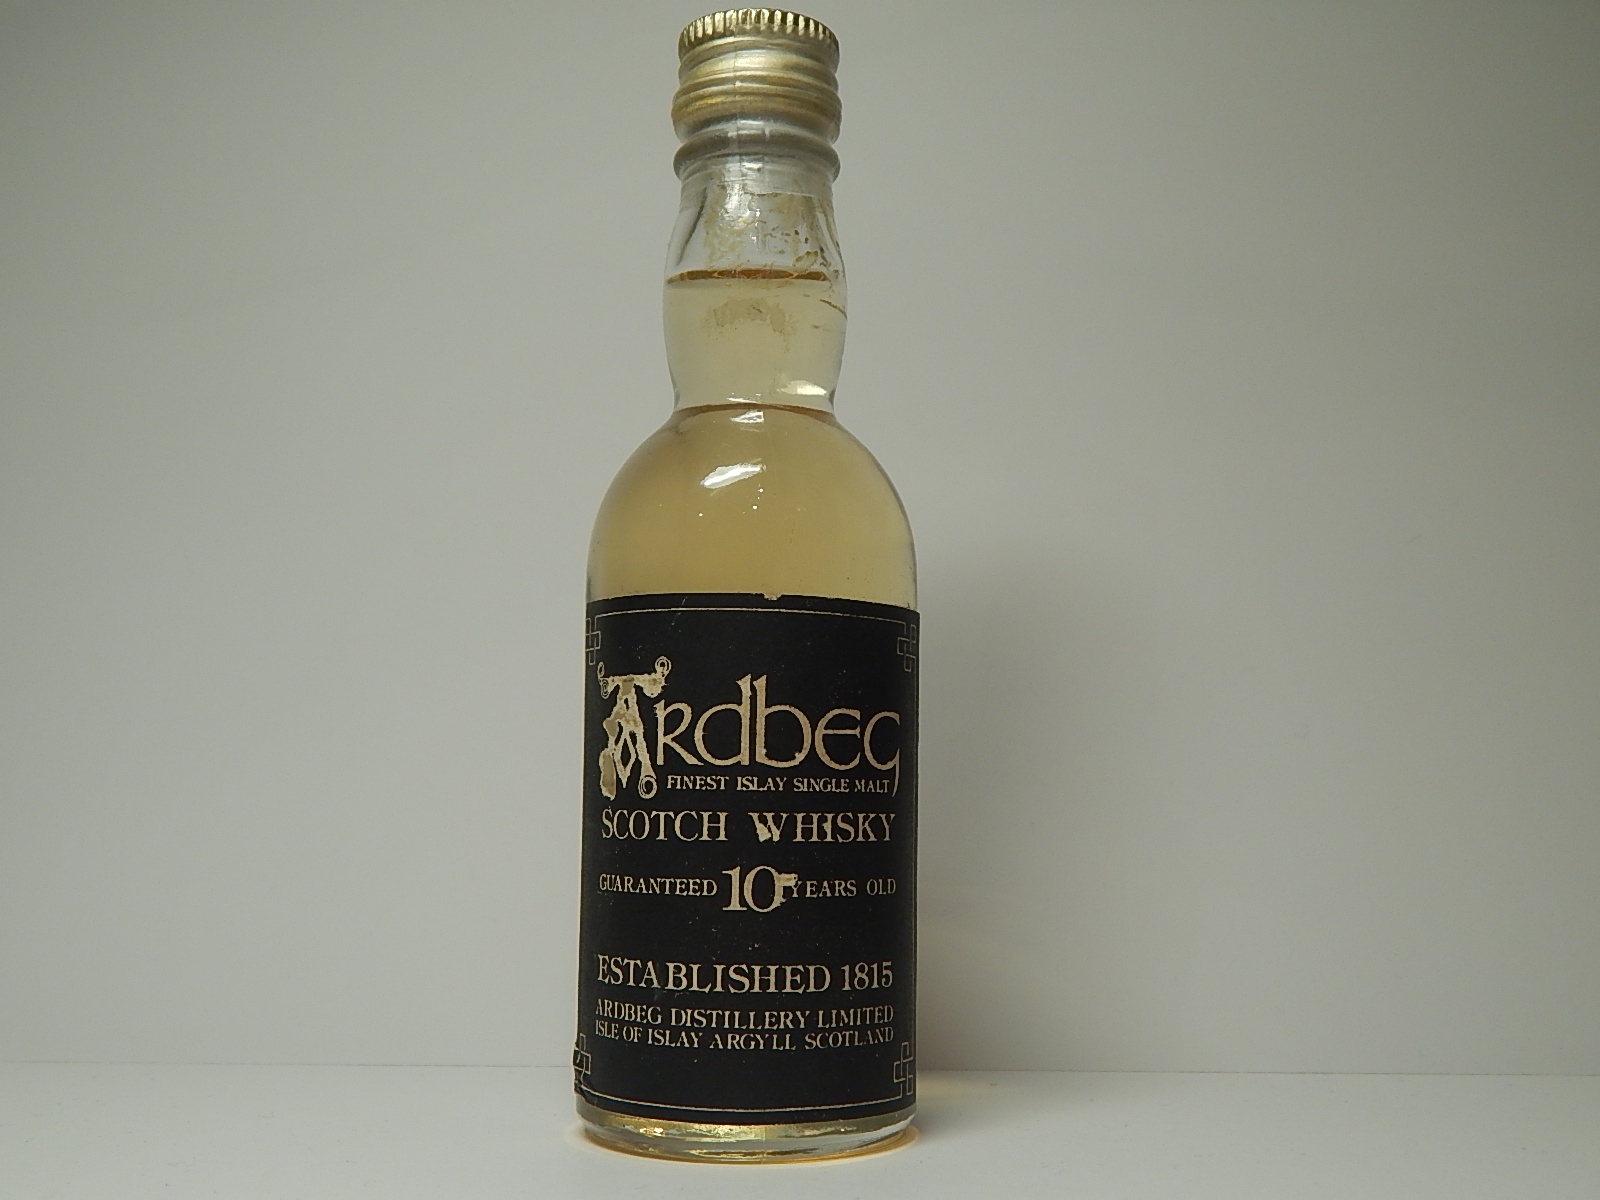 Ardbeg
FINEST ISLAY SINGLE MALT
SCOTCH WHISKY
GUARANTEED 10 YEARS OLD
ESTABLISHED 1815
ARDBEG DISTILLERY LIMITED
ISLE OF ISLAY ARGYLL SCOTLAND